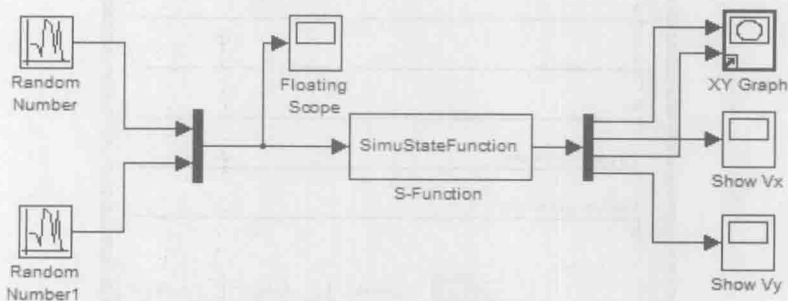 Random
Number
Floating
Scope
XY Graph
SimuStateFunction
S-Function
Show Vx
Random
Number1
Show Vy